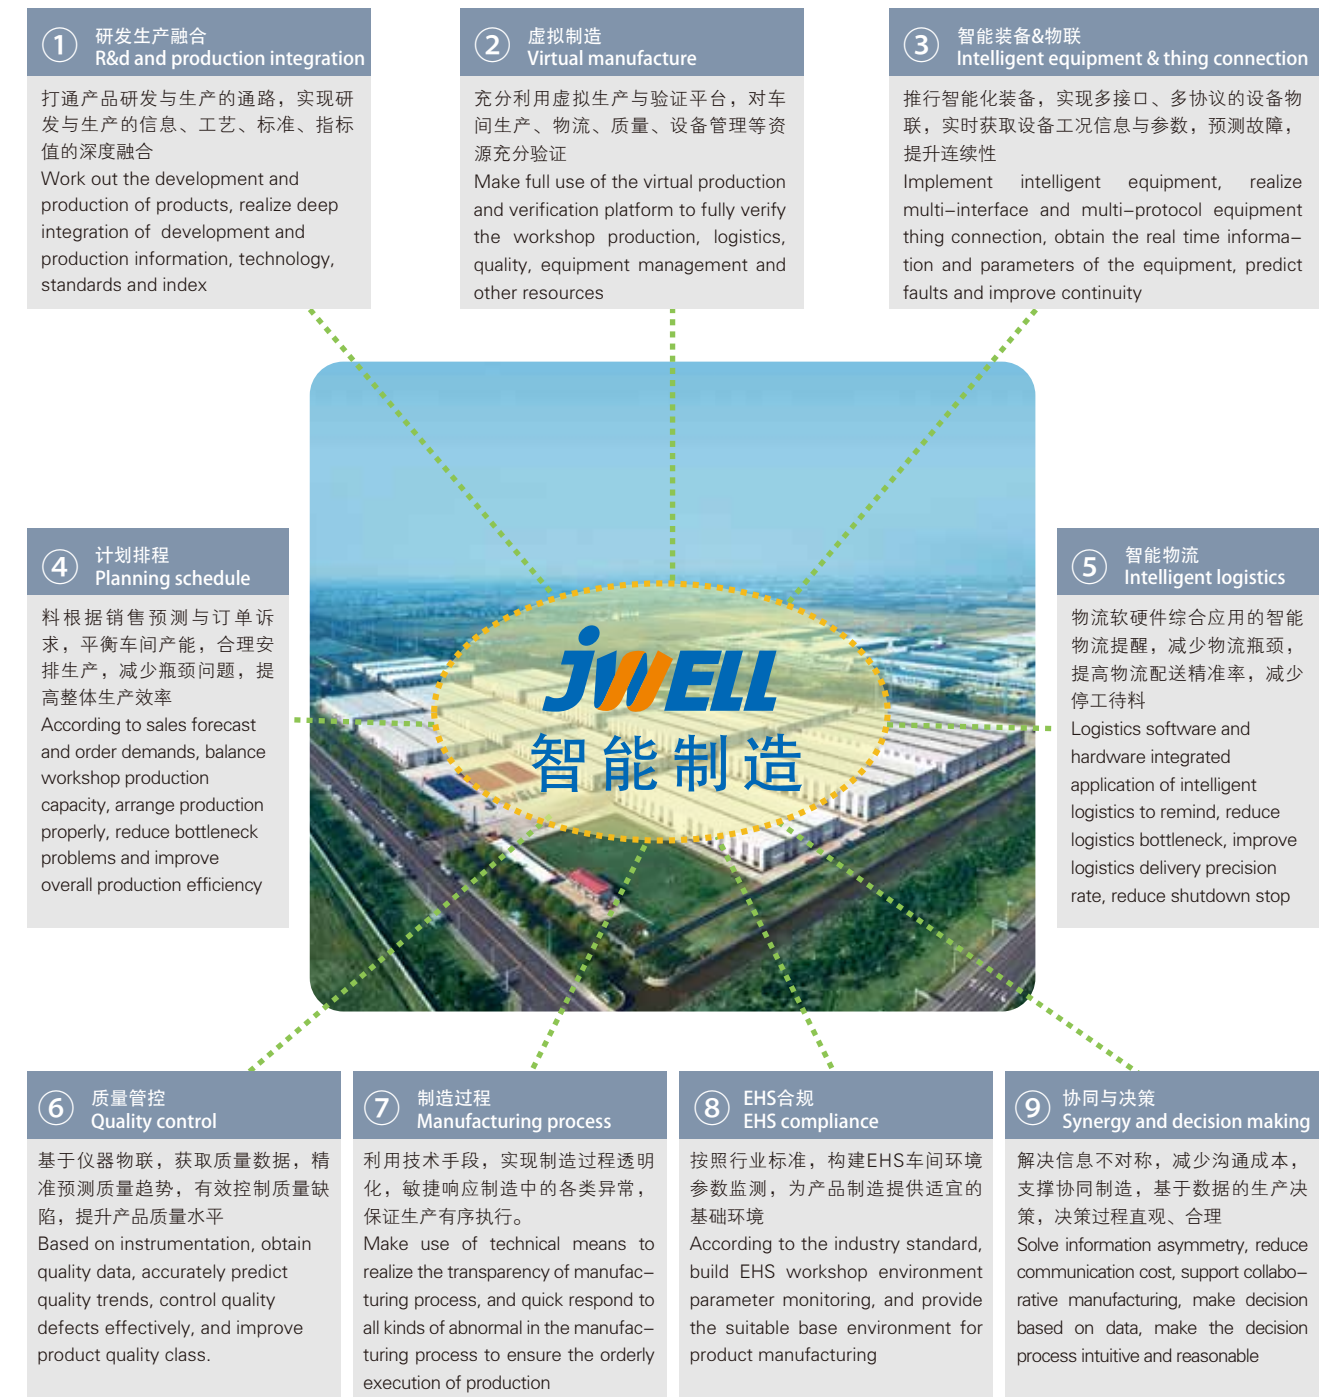 ① 研发生产融合
R&d and production integration
打通产品研发与生产的通路，实现研
发与生产的信息、工艺、标准、指标
值的深度融合
Work out the development and
production of products, realize deep
integration of development and
production information, technology,
standards and index
② 虚拟制造
Virtual manufacture
充分利用虚拟生产与验证平台，对车
间生产、物流、质量、设备管理等资
源充分验证
Make full use of the virtual production
and verification platform to fully verify
the workshop production, logistics,
quality, equipment management and
other resources
③ 智能装备&物联
Intelligent equipment & thing connection
推行智能化装备，实现多接口、多协议的设备物
联，实时获取设备工况信息与参数，预测故障，
提升连续性
Implement intelligent equipment, realize
multi-interface and multi-protocol equipment
thing connection, obtain the real time informa-
tion and parameters of the equipment, predict
faults and improve continuity
④ 计划排程
Planning schedule
料根据销售预测与订单诉
求，平衡车间产能，合理安
排生产，减少瓶颈问题，提
高整体生产效率
According to sales forecast
and order demands, balance
workshop production
capacity, arrange production
properly, reduce bottleneck
problems and improve
overall production efficiency
JWELL
智能制造
JWELL
⑤ 智能物流
Intelligent logistics
物流软硬件综合应用的智能
物流提醒，减少物流瓶颈，
提高物流配送精准率，减少
停工待料
Logistics software and
hardware integrated
application of intelligent
logistics to remind, reduce
logistics bottleneck, improve
logistics delivery precision
rate, reduce shutdown stop
⑥ 质量管控
Quality control
基于仪器物联，获取质量数据，精
准预测质量趋势，有效控制质量缺
陷，提升产品质量水平
Based on instrumentation, obtain
quality data, accurately predict
quality trends, control quality
defects effectively, and improve
product quality class.
⑦ 制造过程
Manufacturing process
利用技术手段，实现制造过程透明
化，敏捷响应制造中的各类异常，
保证生产有序执行。
Make use of technical means to
realize the transparency of manufac-
turing process, and quick respond to
all kinds of abnormal in the manufac-
turing process to ensure the orderly
execution of production
⑧ EHS合规
EHS compliance
按照行业标准，构建EHS车间环境
参数监测，为产品制造提供适宜的
基础环境
According to the industry standard,
build EHS workshop environment
parameter monitoring, and provide
the suitable base environment for
product manufacturing
⑨ 协同与决策
Synergy and decision making
解决信息不对称，减少沟通成本，
支撑协同制造，基于数据的生产决
策，决策过程直观、合理
Solve information asymmetry, reduce
communication cost, support collabo-
rative manufacturing, make decision
based on data, make the decision
process intuitive and reasonable